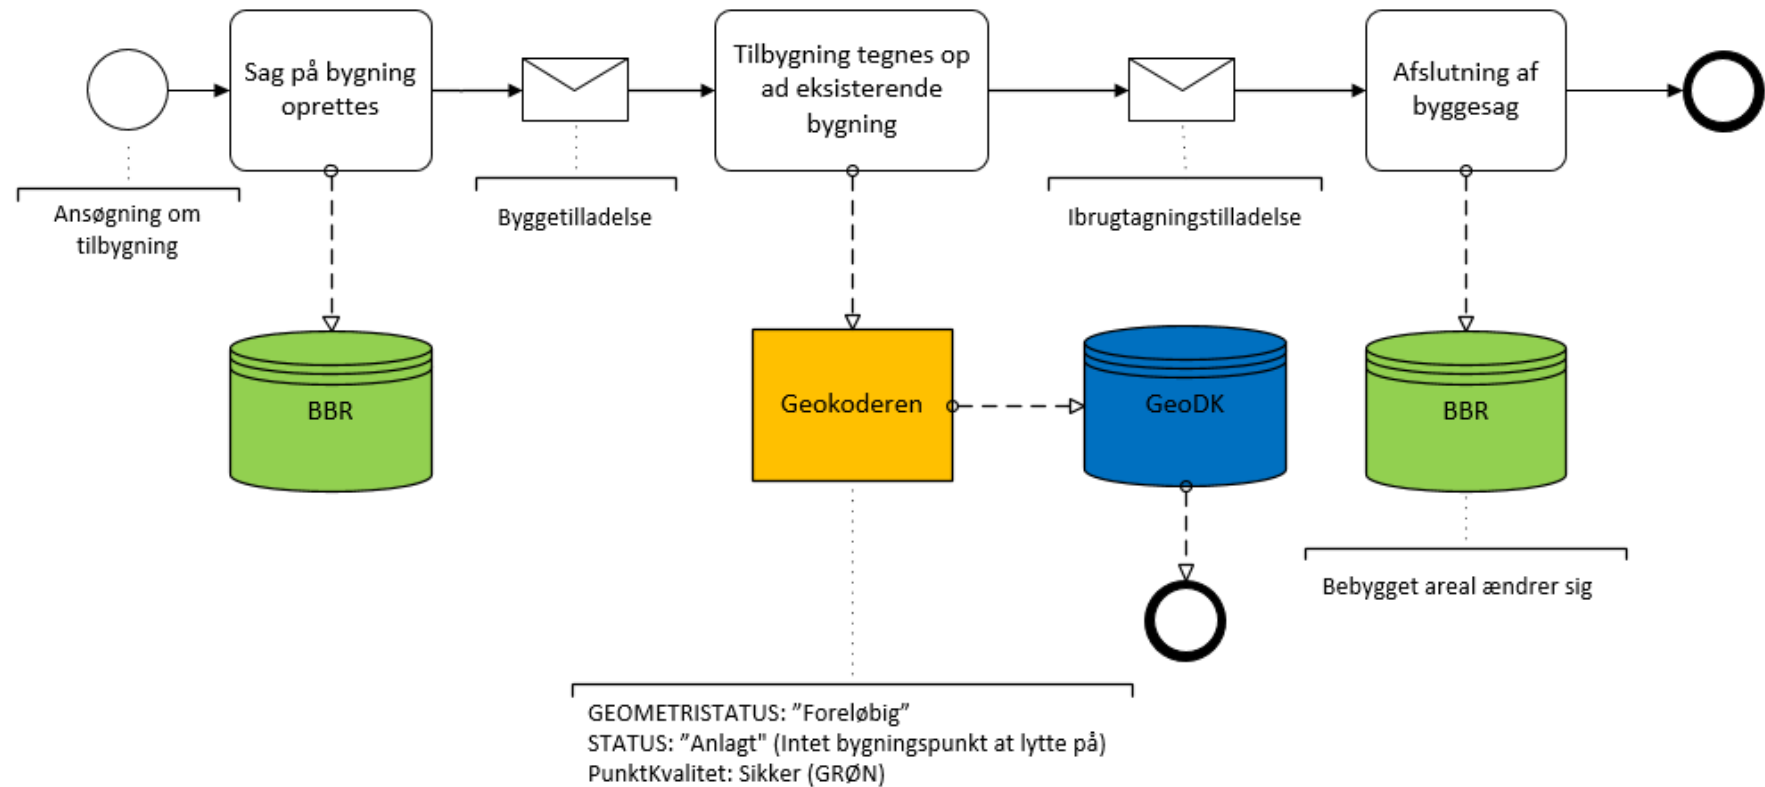 Sag på bygning
oprettes
Tilbygning tegnes op
ad eksisterende
bygning
Afslutning af
byggesag
Ansøgning om
tilbygning
Byggetilladelse
Ibrugtagningstilladelse
BBR
Geokoderen
GeoDK
BBR
Bebygget areal ændrer sig
GEOMETRISTATUS: ”Foreløbig”
STATUS: ”Anlagt" (Intet bygningspunkt at lytte på)
PunktKvalitet: Sikker (GRØN)